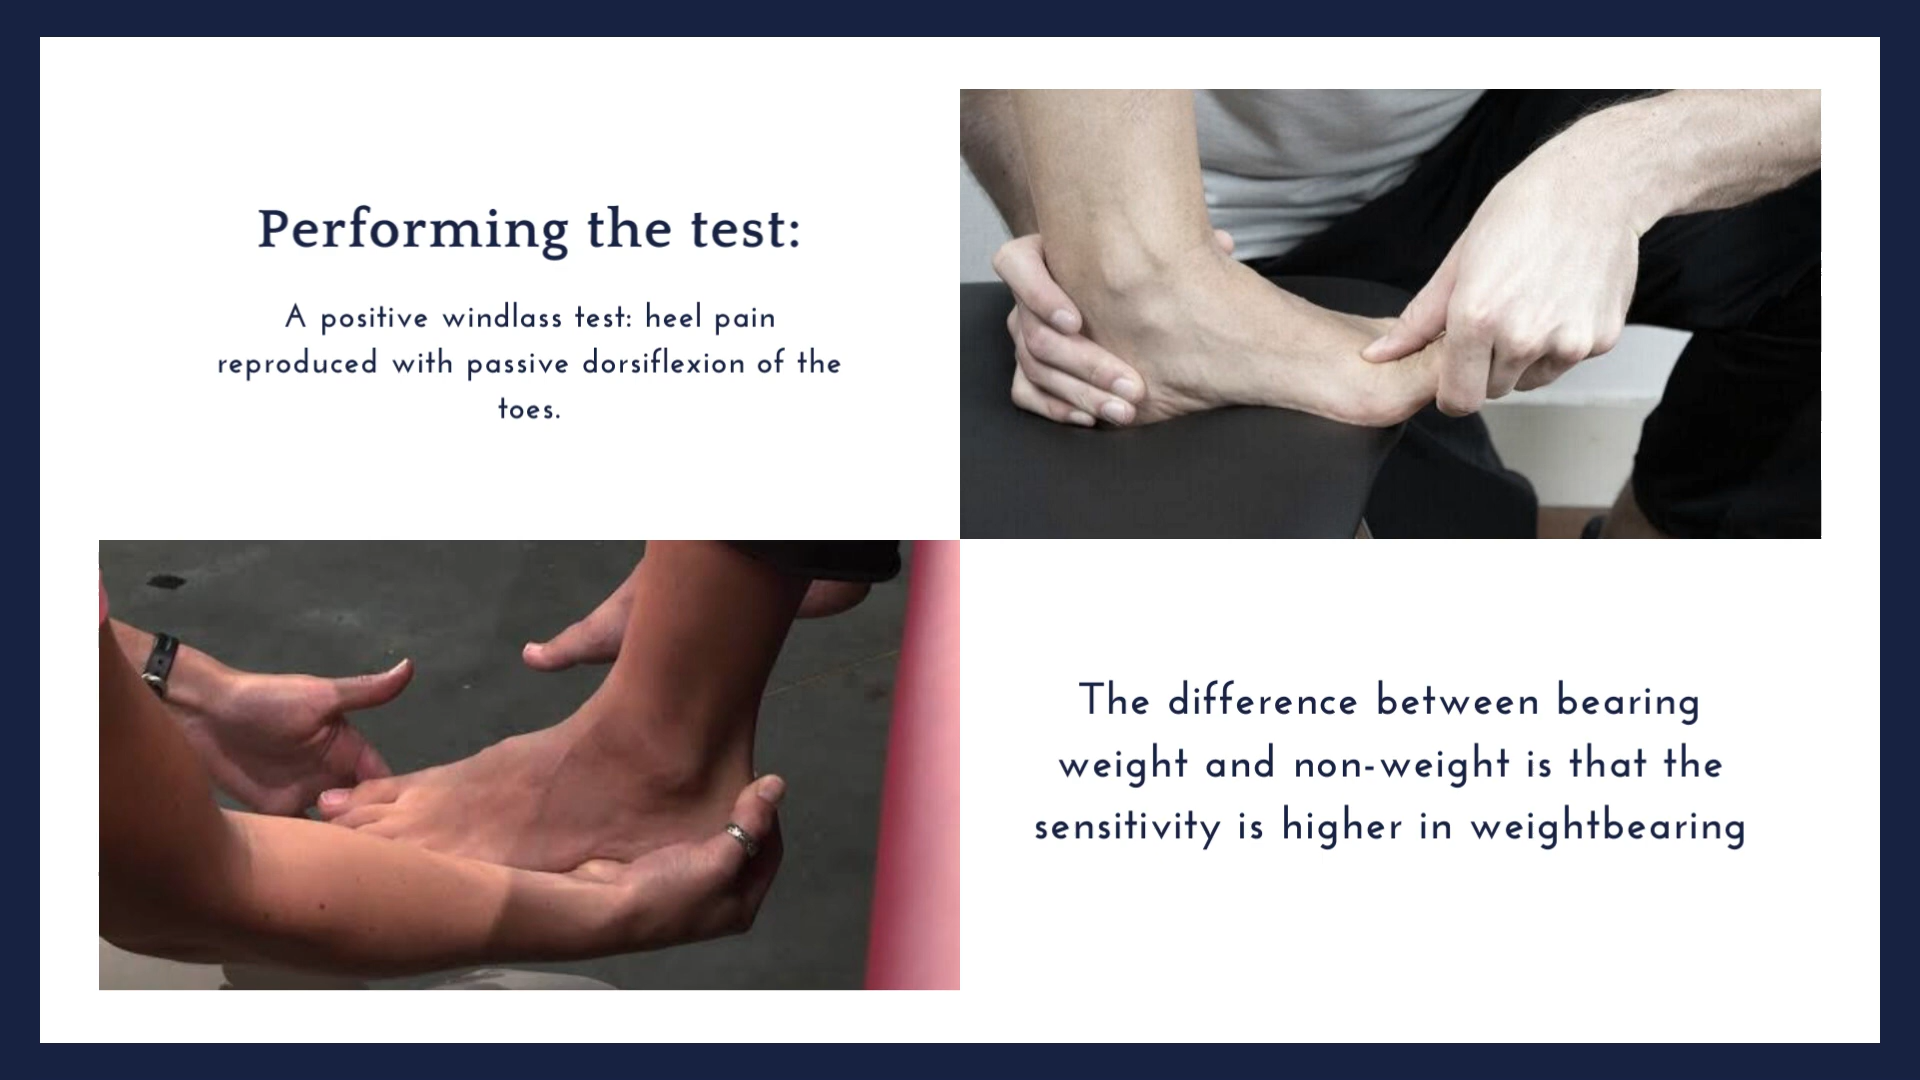 Performing the test:
A positive windlass test: heel pain
reproduced with passive dorsiflexion of the
toes.
The difference between bearing
weight and non-weight is that the
sensitivity is higher in weightbearing